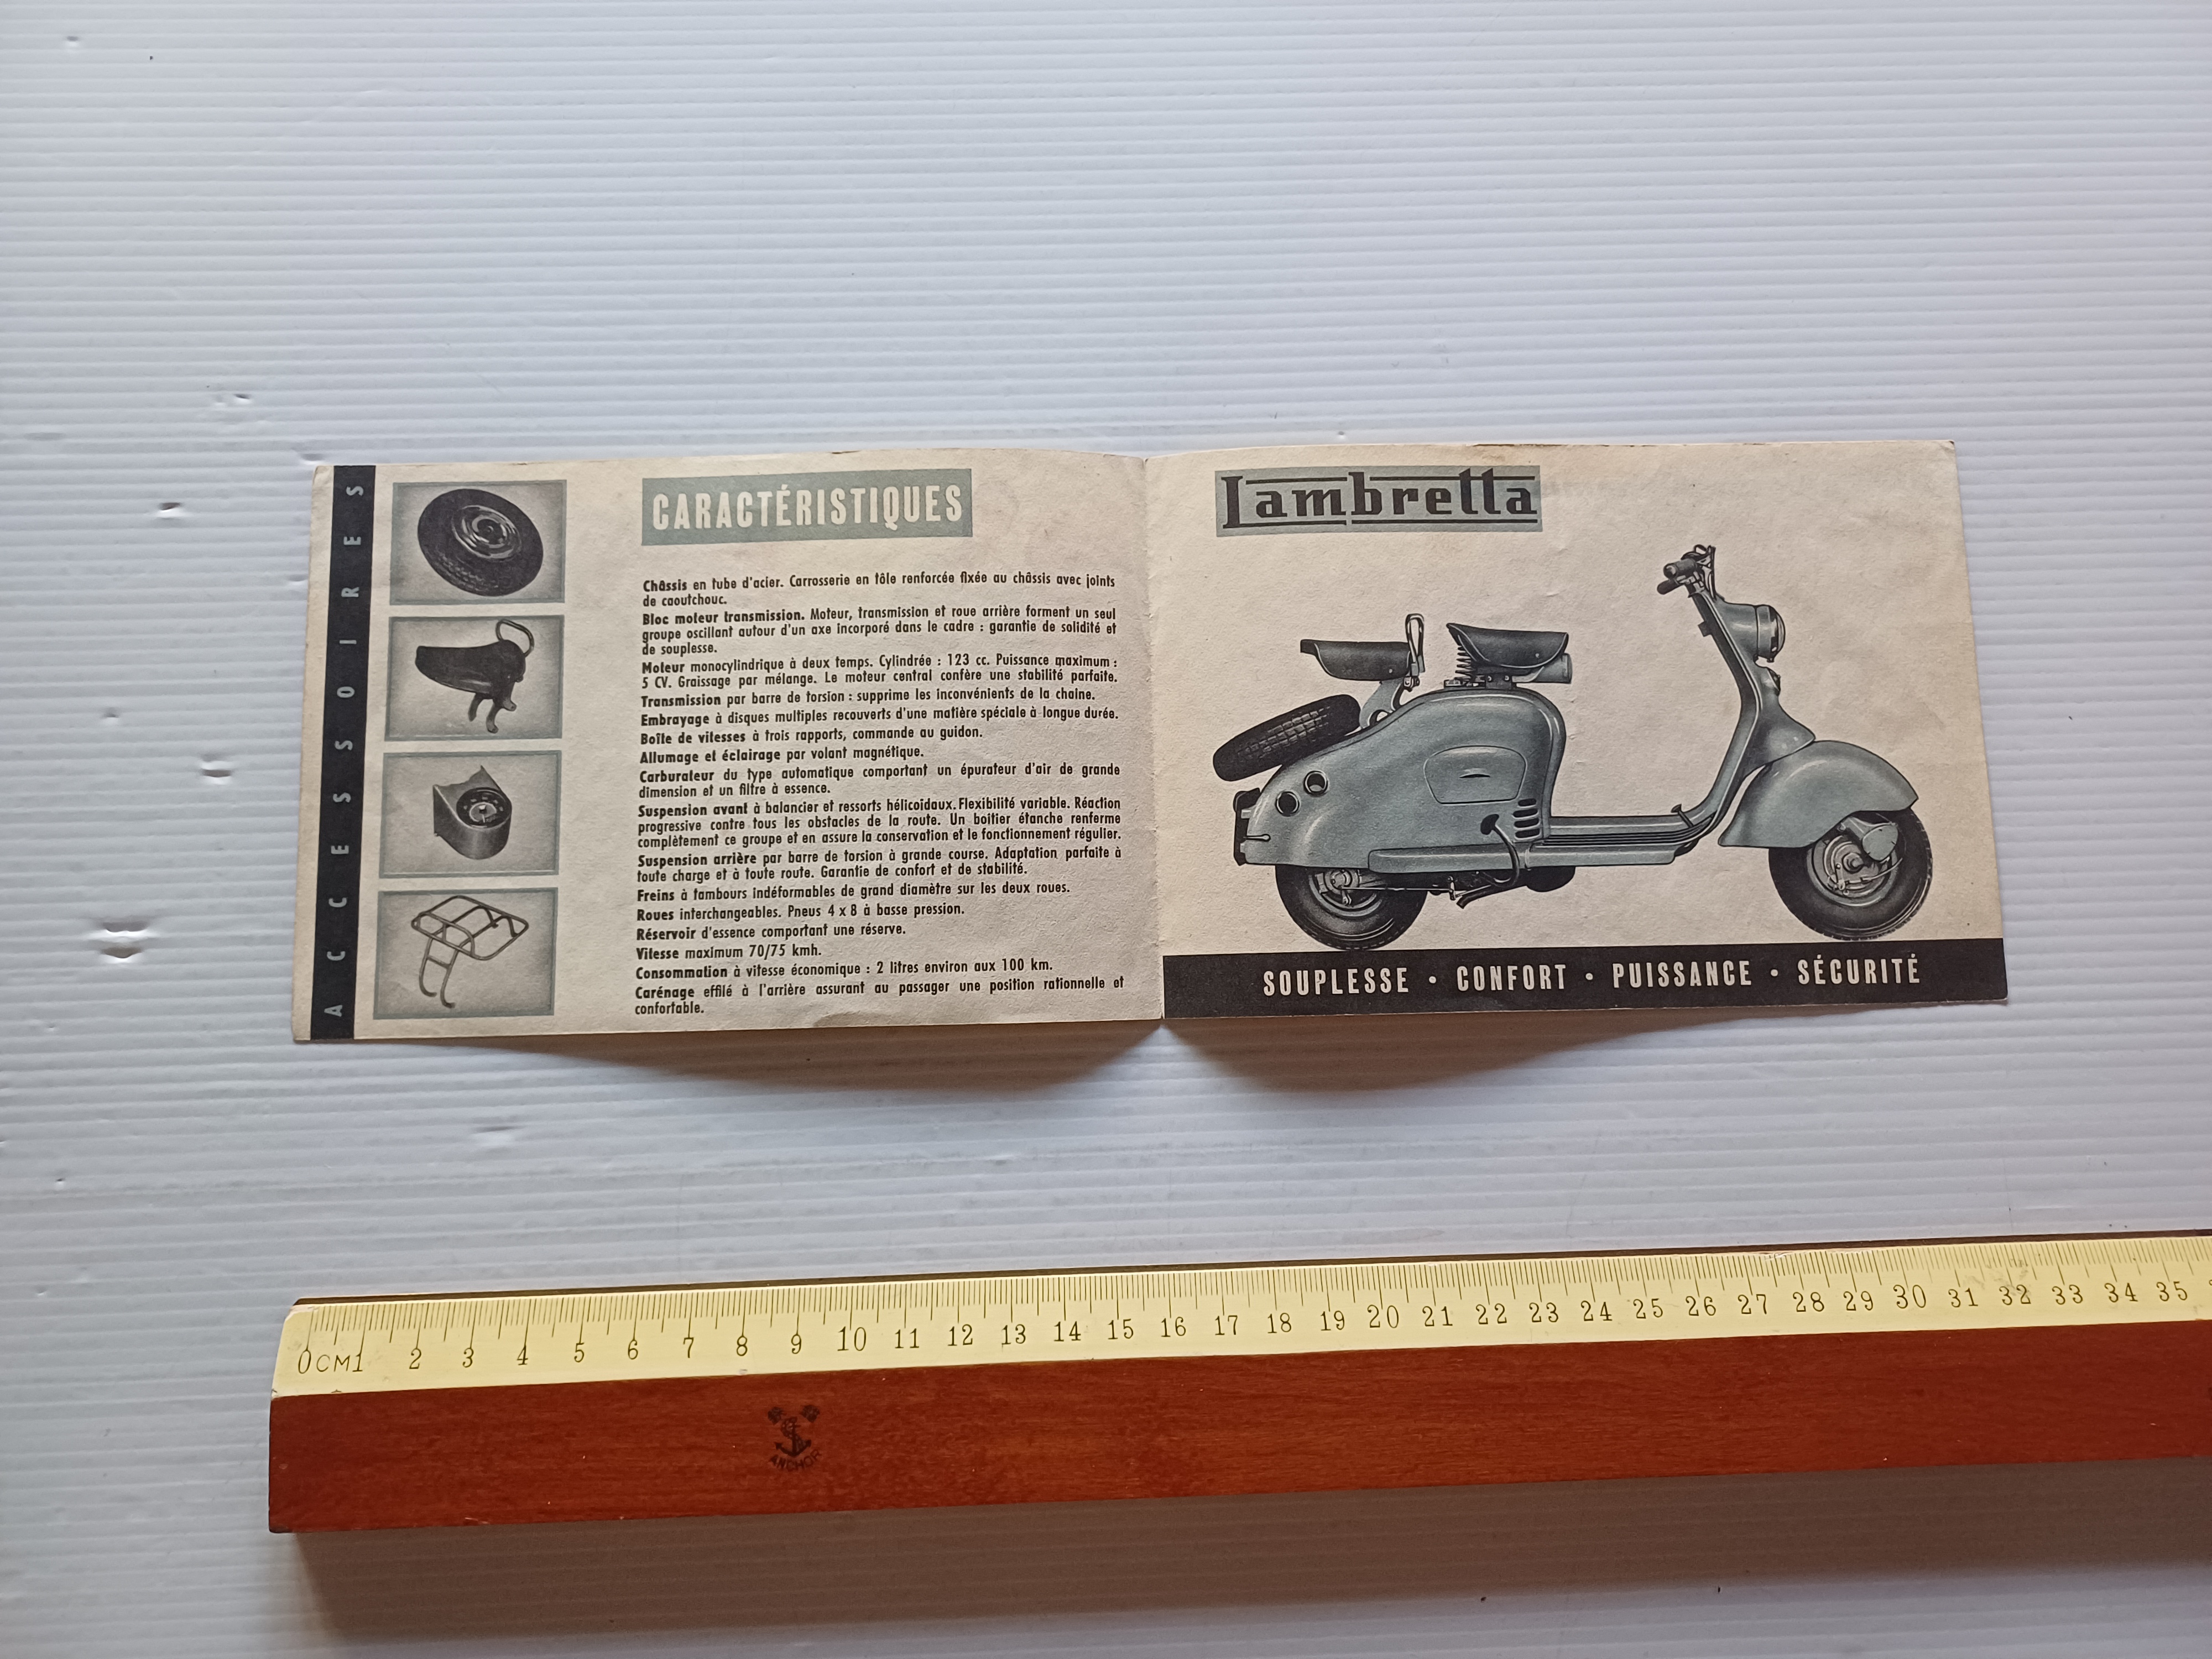 ACCESSOIRES
CARACTÉRISTIQUES
Châssis en tube d'acier. Carrosserie en tôle renforcée fixée au châssis avec joints
de caoutchouc.
Bloc moteur transmission. Moteur, transmission et roue arrière forment un seul
groupe oscillant autour d'un axe incorporé dans le cadre : garantie de solidité et
de souplesse.
Moteur monocylindrique à deux temps. Cylindrée : 123 cc. Puissance maximum :
5 CV. Graissage par mélange. Le moteur central confère une stabilité parfaite.
Transmission par barre de torsion : supprime les inconvénients de la chaine.
Embrayage à disques multiples recouverts d'une matière spéciale à longue durée.
Boîte de vitesses à trois rapports, commande au guidon.
Allumage et éclairage par volant magnétique.
Carburateur du type automatique comportant un épurateur d'air de grande
dimension et un filtre à essence.
Suspension avant à balancier et ressorts hélicoidaux. Flexibilité variable. Réaction
progressive contre tous les obstacles de la route. Un boîtier étanche renferme
complètement ce groupe et en assure la conservation et le fonctionnement régulier.
Suspension arrière par barre de torsion à grande course. Adaptation parfaite à
toute charge et à toute route. Garantie de confort et de stabilité.
Freins à tambours indéformables de grand diamètre sur les deux roues.
Roues interchangeables. Pneus 4 x 8 à basse pression.
Réservoir d'essence comportant une réserve.
Vitesse maximum 70/75 kmh.
Consommation à vitesse économique : 2 litres environ aux 100 km.
Carénage effilé à l'arrière assurant au passager une position rationnelle et
confortable.
Lambretta
SOUPLESSE • CONFORT • PUISSANCE • SÉCURITÉ
0CM1 2 3 4 5 6 7 8 9 10 11 12 13 14 15 16 17 18 19 20 21 22 23 24 25 26 27 28 29 30 31 32 33 34 35
ANCHOR